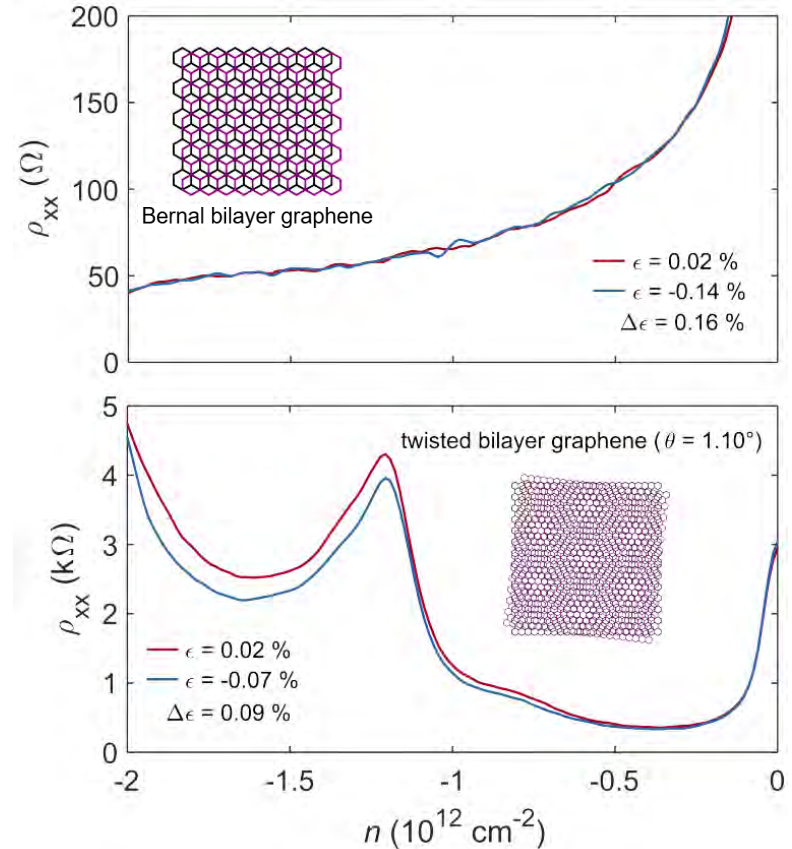 200
150
100
50
0
ρxx (Ω)
Bernal bilayer graphene
ϵ = 0.02 %
ϵ = -0.14 %
Δϵ = 0.16 %
5
4
3
2
1
0
ρxx (kΩ)
twisted bilayer graphene (θ = 1.10°)
ϵ = 0.02 %
ϵ = -0.07 %
Δϵ = 0.09 %
-2 -1.5 -1 -0.5 0
n (10¹² cm⁻²)